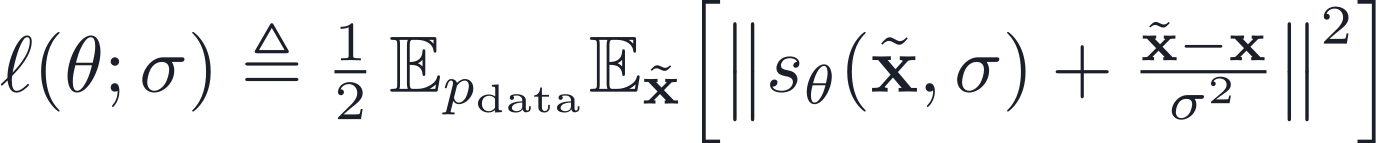 ℓ(θ; σ) ≜ ½ 𝔼_{p_data} 𝔼_{x̃} [ ‖ s_θ(x̃, σ) + (x̃−x)/σ² ‖² ]